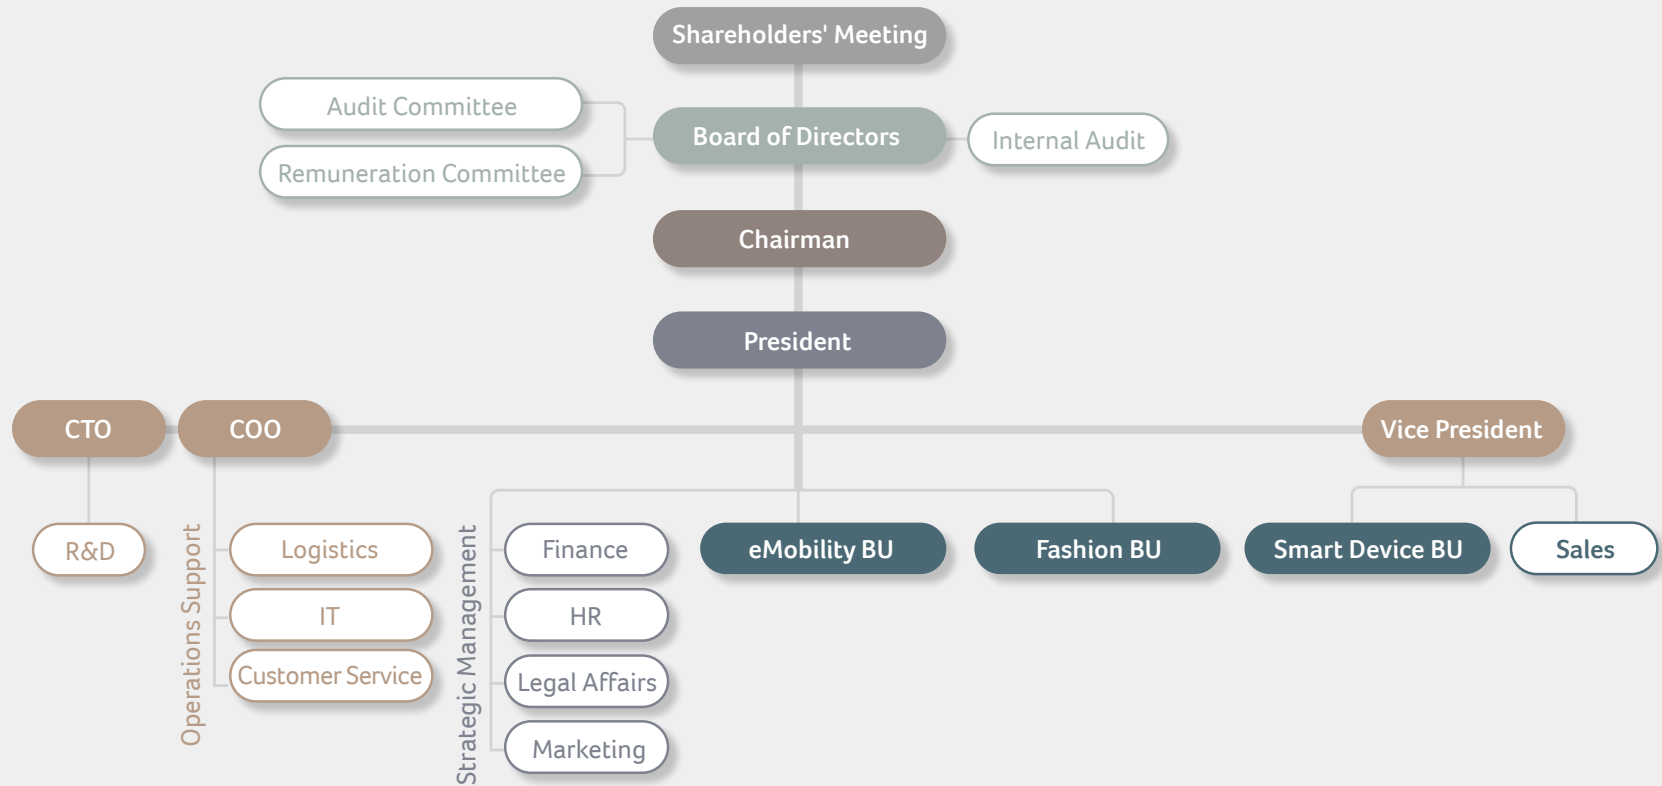 Shareholders' Meeting
Audit Committee
Board of Directors
Internal Audit
Remuneration Committee
Chairman
President
CTO
COO
Vice President
R&D
Operations Support
Logistics
IT
Customer Service
Strategic Management
Finance
HR
Legal Affairs
Marketing
eMobility BU
Fashion BU
Smart Device BU
Sales